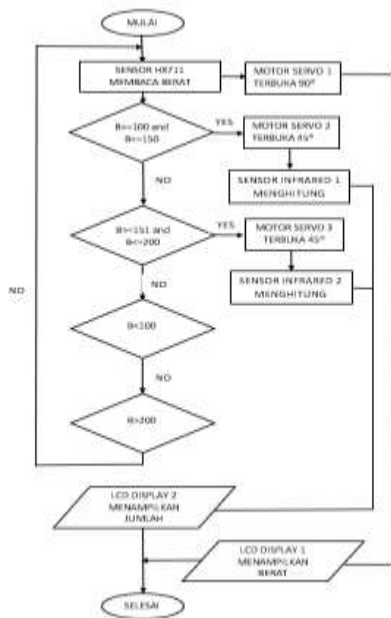 MULAI
SENSOR HX711
MEMBACA BERAT
MOTOR SERVO 1
TERBUKA 90°
B>=100 and
B<=150
YES
MOTOR SERVO 2
TERBUKA 45°
SENSOR INFRARED 1
MENGHITUNG
NO
B>=151 and
B<=200
YES
MOTOR SERVO 3
TERBUKA 45°
SENSOR INFRARED 2
MENGHITUNG
NO
NO
B<100
NO
B>200
LCD DISPLAY 2
MENAMPILKAN
JUMLAH
LCD DISPLAY 1
MENAMPILKAN
BERAT
SELESAI